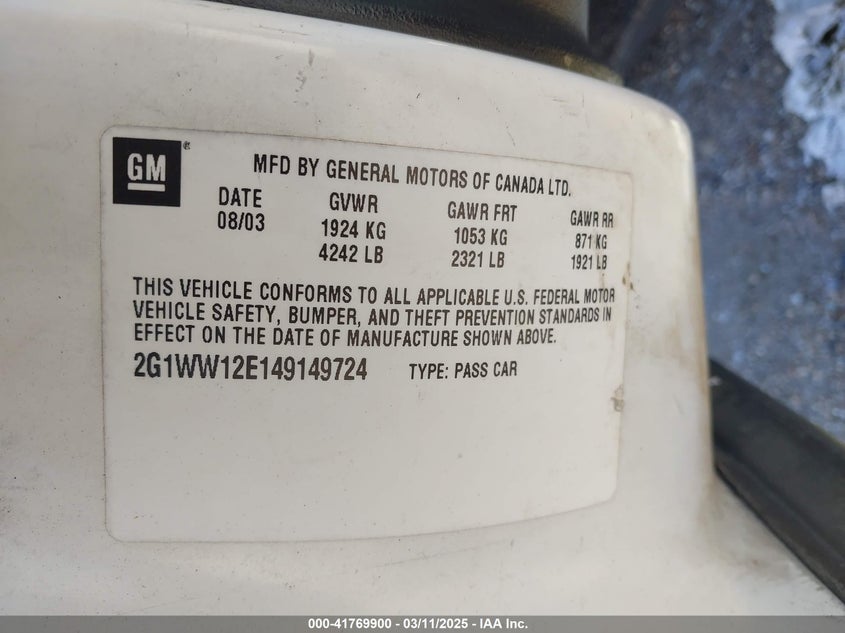 GM®
MFD BY GENERAL MOTORS OF CANADA LTD.
DATE GVWR GAWR FRT GAWR RR
08/03 1924 KG 1053 KG 871 KG
4242 LB 2321 LB 1921 LB
THIS VEHICLE CONFORMS TO ALL APPLICABLE U.S. FEDERAL MOTOR
VEHICLE SAFETY, BUMPER, AND THEFT PREVENTION STANDARDS IN
EFFECT ON THE DATE OF MANUFACTURE SHOWN ABOVE.
2G1WW12E149149724 TYPE: PASS CAR
000-41769900 - 03/11/2025 - IAA Inc.